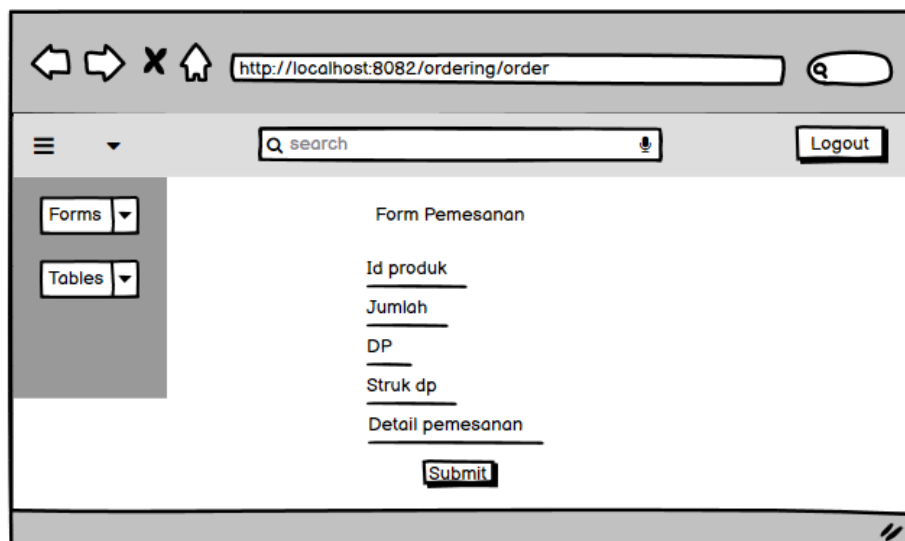 http://localhost:8082/ordering/order
search
Logout
Forms
Tables
Form Pemesanan
Id produk
Jumlah
DP
Struk dp
Detail pemesanan
Submit